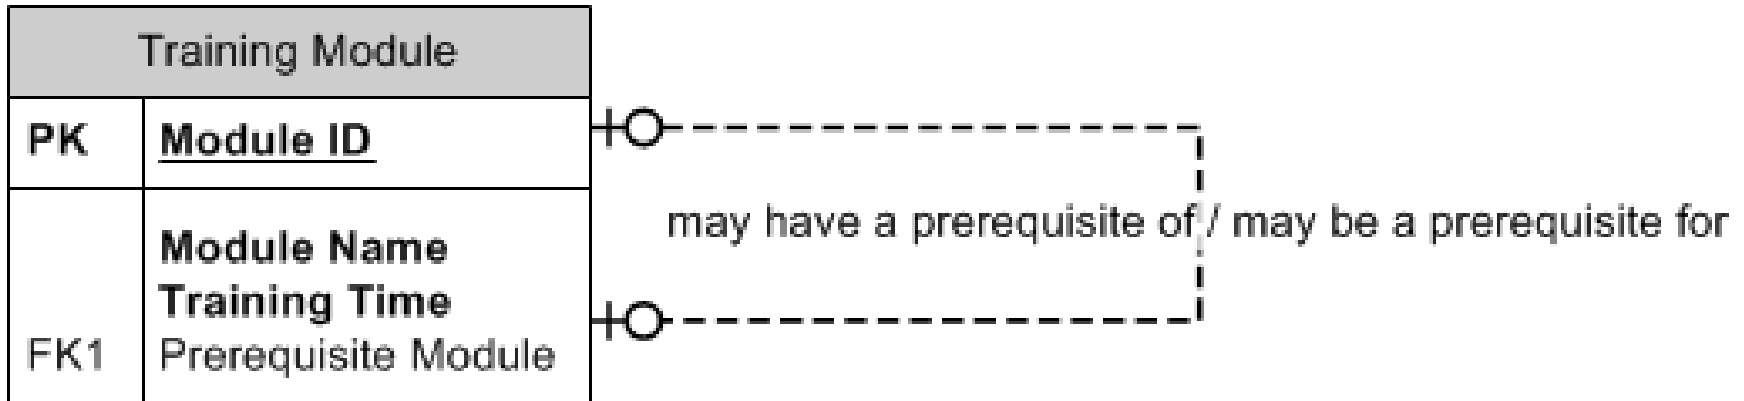 Training Module
PK Module ID
may have a prerequisite of / may be a prerequisite for
Module Name
Training Time
FK1 Prerequisite Module